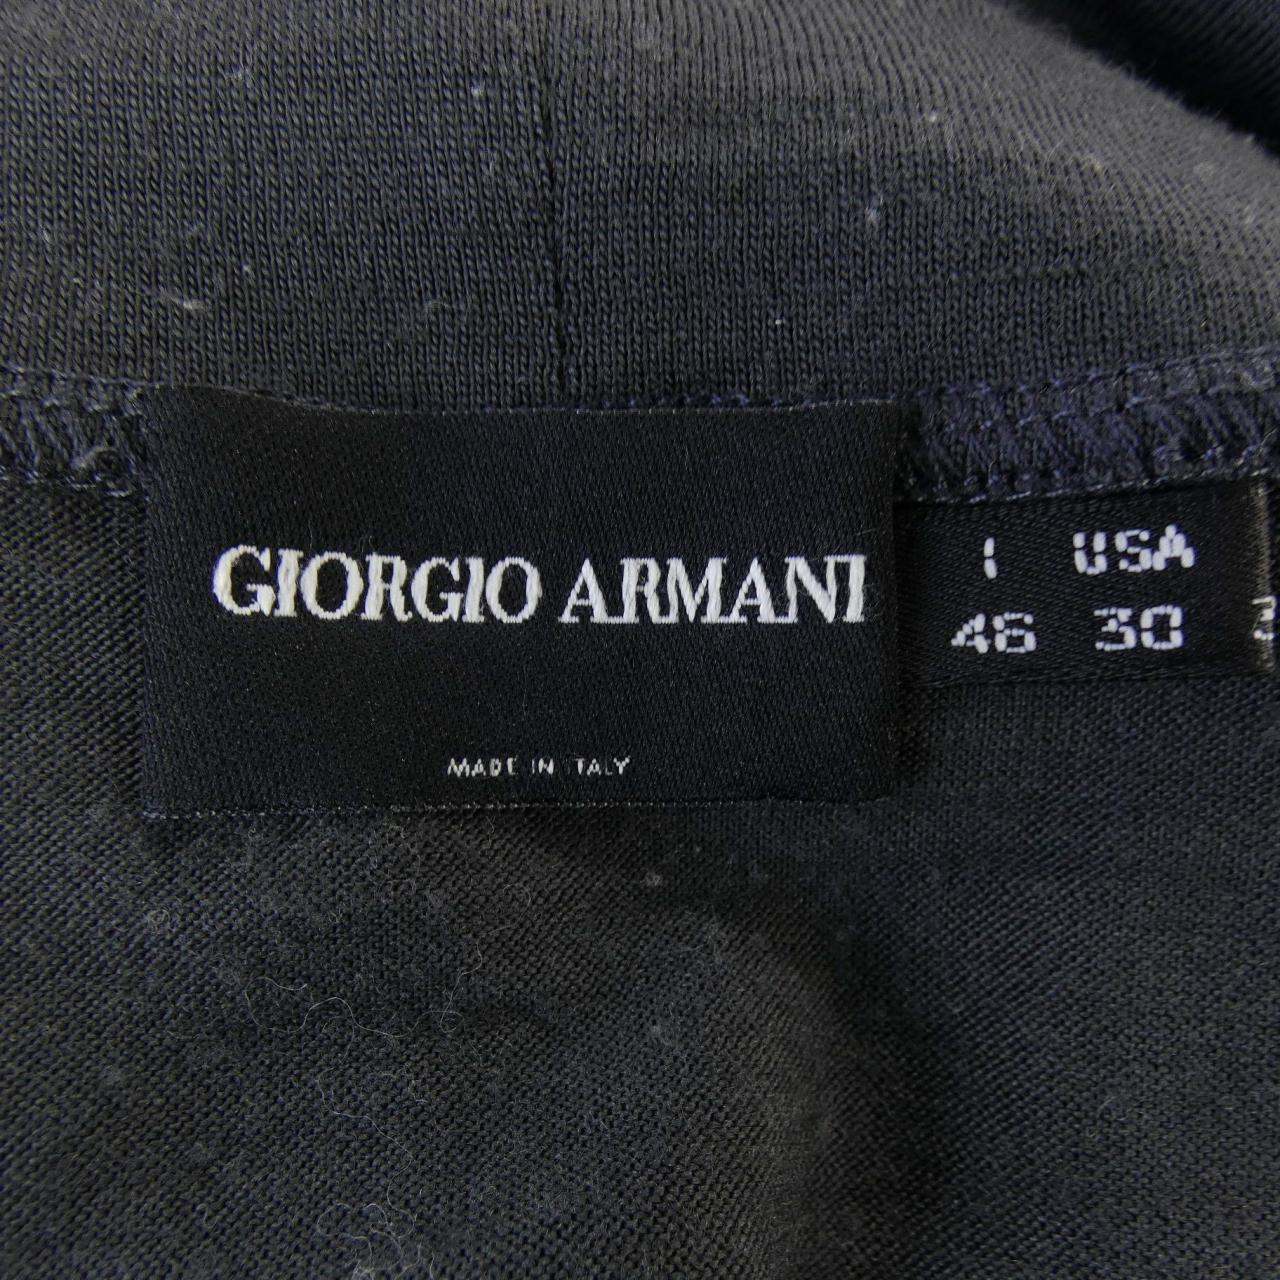 GIORGIO ARMANI
MADE IN ITALY
I USA
46 30